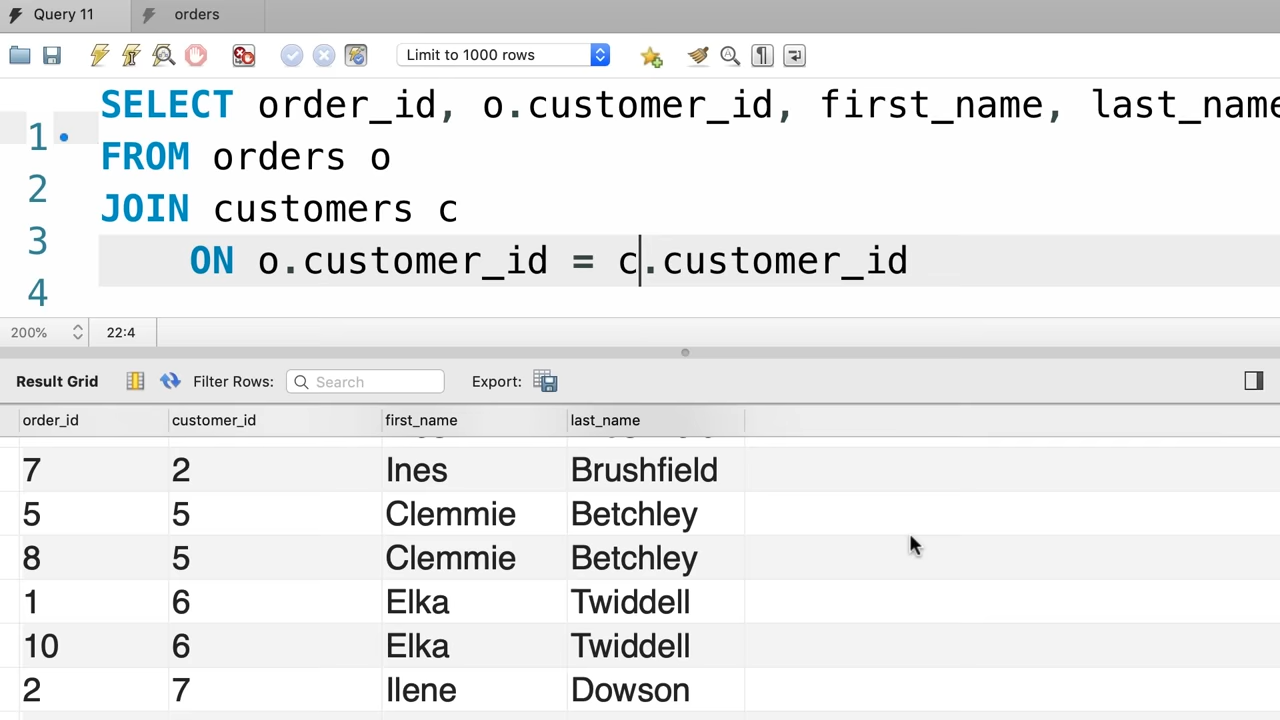 Query 11 orders
Limit to 1000 rows
SELECT order_id, o.customer_id, first_name, last_name
1
FROM orders o
2
JOIN customers c
3
ON o.customer_id = c.customer_id
4
200% 22:4
Result Grid Filter Rows: Search Export:
order_id customer_id first_name last_name
7 2 Ines Brushfield
5 5 Clemmie Betchley
8 5 Clemmie Betchley
1 6 Elka Twiddell
10 6 Elka Twiddell
2 7 Ilene Dowson